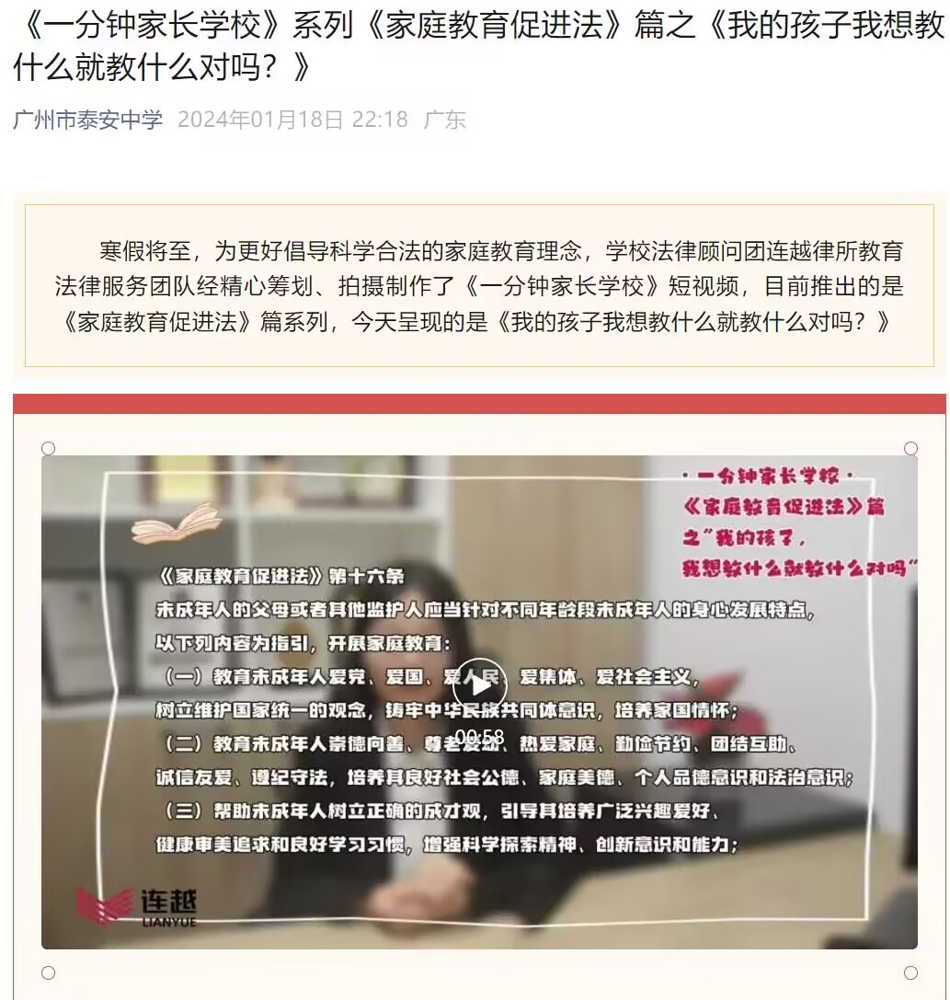 《一分钟家长学校》系列《家庭教育促进法》篇之《我的孩子我想教
什么就教什么对吗？》
广州市泰安中学 2024年01月18日 22:18 广东
寒假将至，为更好倡导科学合法的家庭教育理念，学校法律顾问团连越律所教育
法律服务团队经精心筹划、拍摄制作了《一分钟家长学校》短视频，目前推出的是
《家庭教育促进法》篇系列，今天呈现的是《我的孩子我想教什么就教什么对吗？》
·一分钟家长学校·
《家庭教育促进法》篇
之“我的孩子，
我想教什么就教什么对吗”
《家庭教育促进法》第十六条
未成年人的父母或者其他监护人应当针对不同年龄段未成年人的身心发展特点，
以下列内容为指引，开展家庭教育：
（一）教育未成年人爱党、爱国、爱人民、爱集体、爱社会主义，
树立维护国家统一的观念，铸牢中华民族共同体意识，培养家国情怀；
（二）教育未成年人崇德向善、尊老爱幼、热爱家庭、勤俭节约、团结互助、
00:58
诚信友爱、遵纪守法，培养其良好社会公德、家庭美德、个人品德意识和法治意识；
（三）帮助未成年人树立正确的成才观，引导其培养广泛兴趣爱好、
健康审美追求和良好学习习惯，增强科学探索精神、创新意识和能力；
连越
LIANYUE